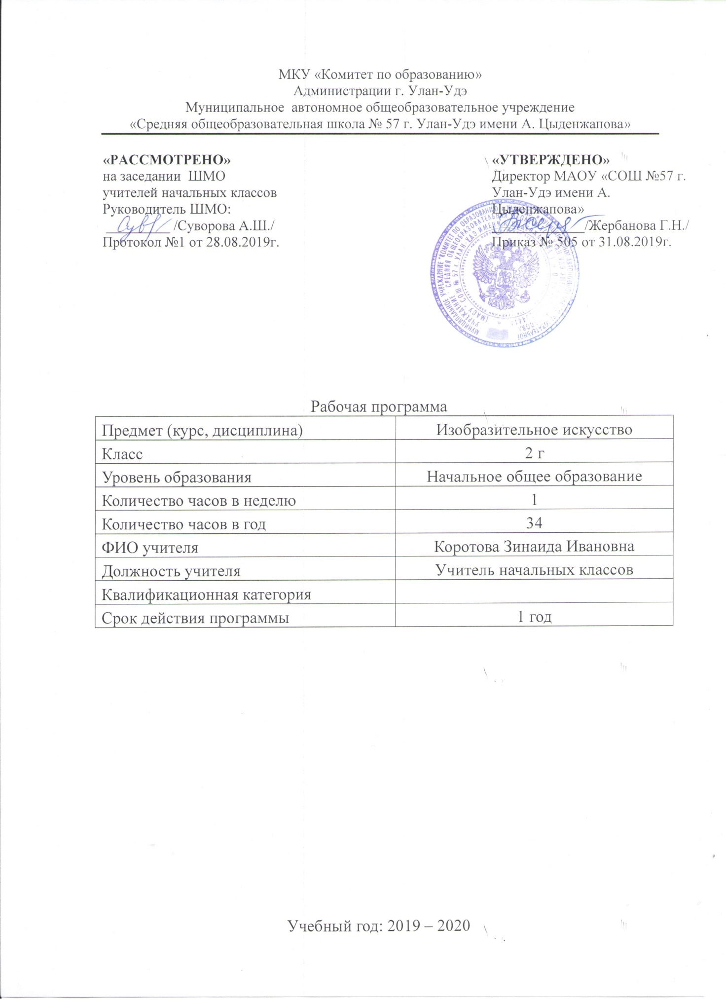 МКУ «Комитет по образованию»
Администрации г. Улан-Удэ
Муниципальное автономное общеобразовательное учреждение
«Средняя общеобразовательная школа № 57 г. Улан-Удэ имени А. Цыденжапова»
«РАССМОТРЕНО»
на заседании ШМО
учителей начальных классов
Руководитель ШМО:
_________ /Суворова А.Ш./
Протокол №1 от 28.08.2019г.
«УТВЕРЖДЕНО»
Директор МАОУ «СОШ №57 г.
Улан-Удэ имени А.
Цыденжапова»
_____________/Жербанова Г.Н./
Приказ № 505 от 31.08.2019г.
Рабочая программа
Предмет (курс, дисциплина) Изобразительное искусство
Класс 2 г
Уровень образования Начальное общее образование
Количество часов в неделю 1
Количество часов в год 34
ФИО учителя Коротова Зинаида Ивановна
Должность учителя Учитель начальных классов
Квалификационная категория
Срок действия программы 1 год
Учебный год: 2019 – 2020